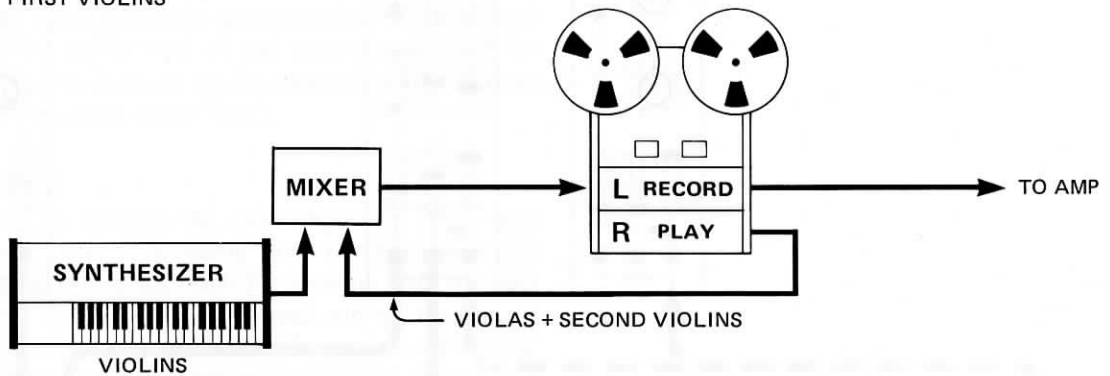 FIRST VIOLINS
MIXER
L RECORD
TO AMP
R PLAY
SYNTHESIZER
VIOLAS + SECOND VIOLINS
VIOLINS